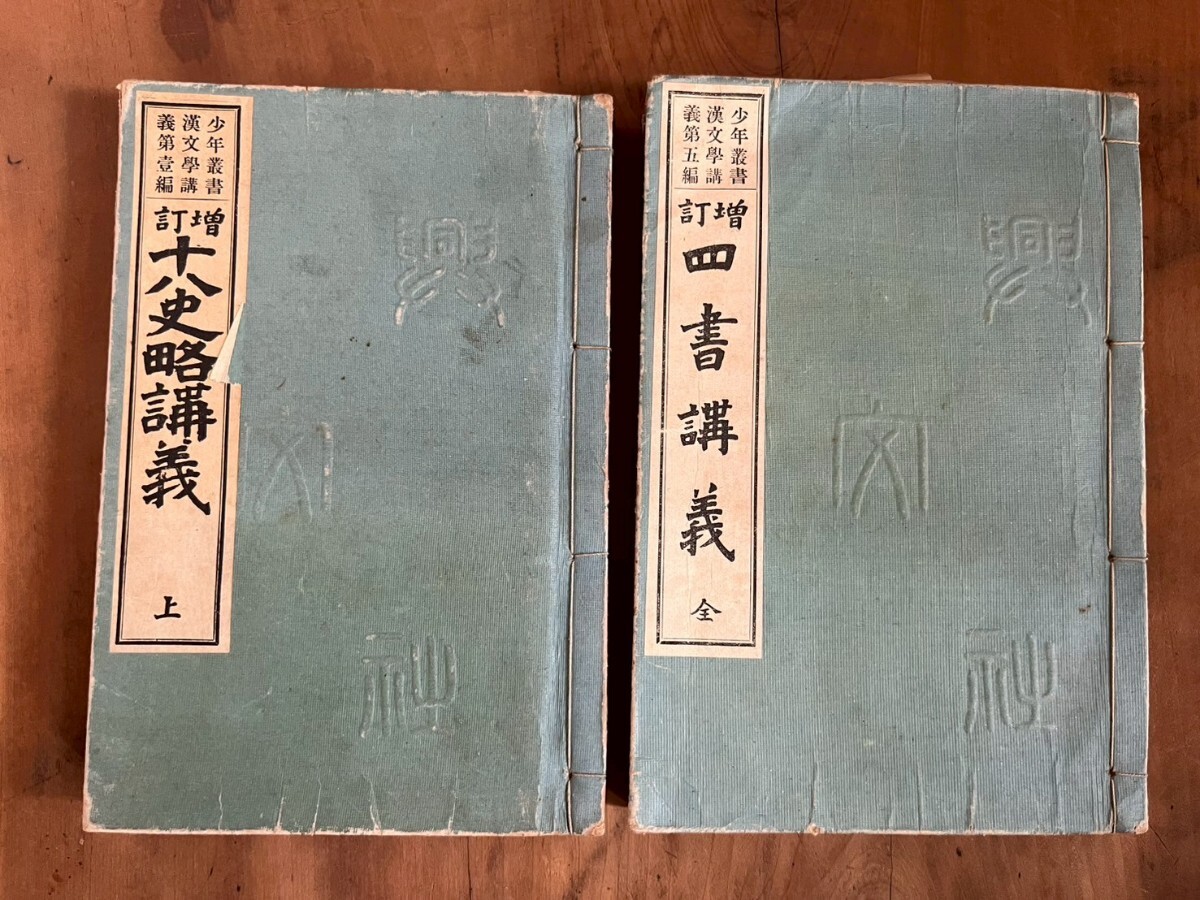 少年叢書
漢文學講
義第壹編
增訂
十八史略講義
上
興
文
社
少年叢書
漢文學講
義第五編
增訂
四書講義
全
興
文
社